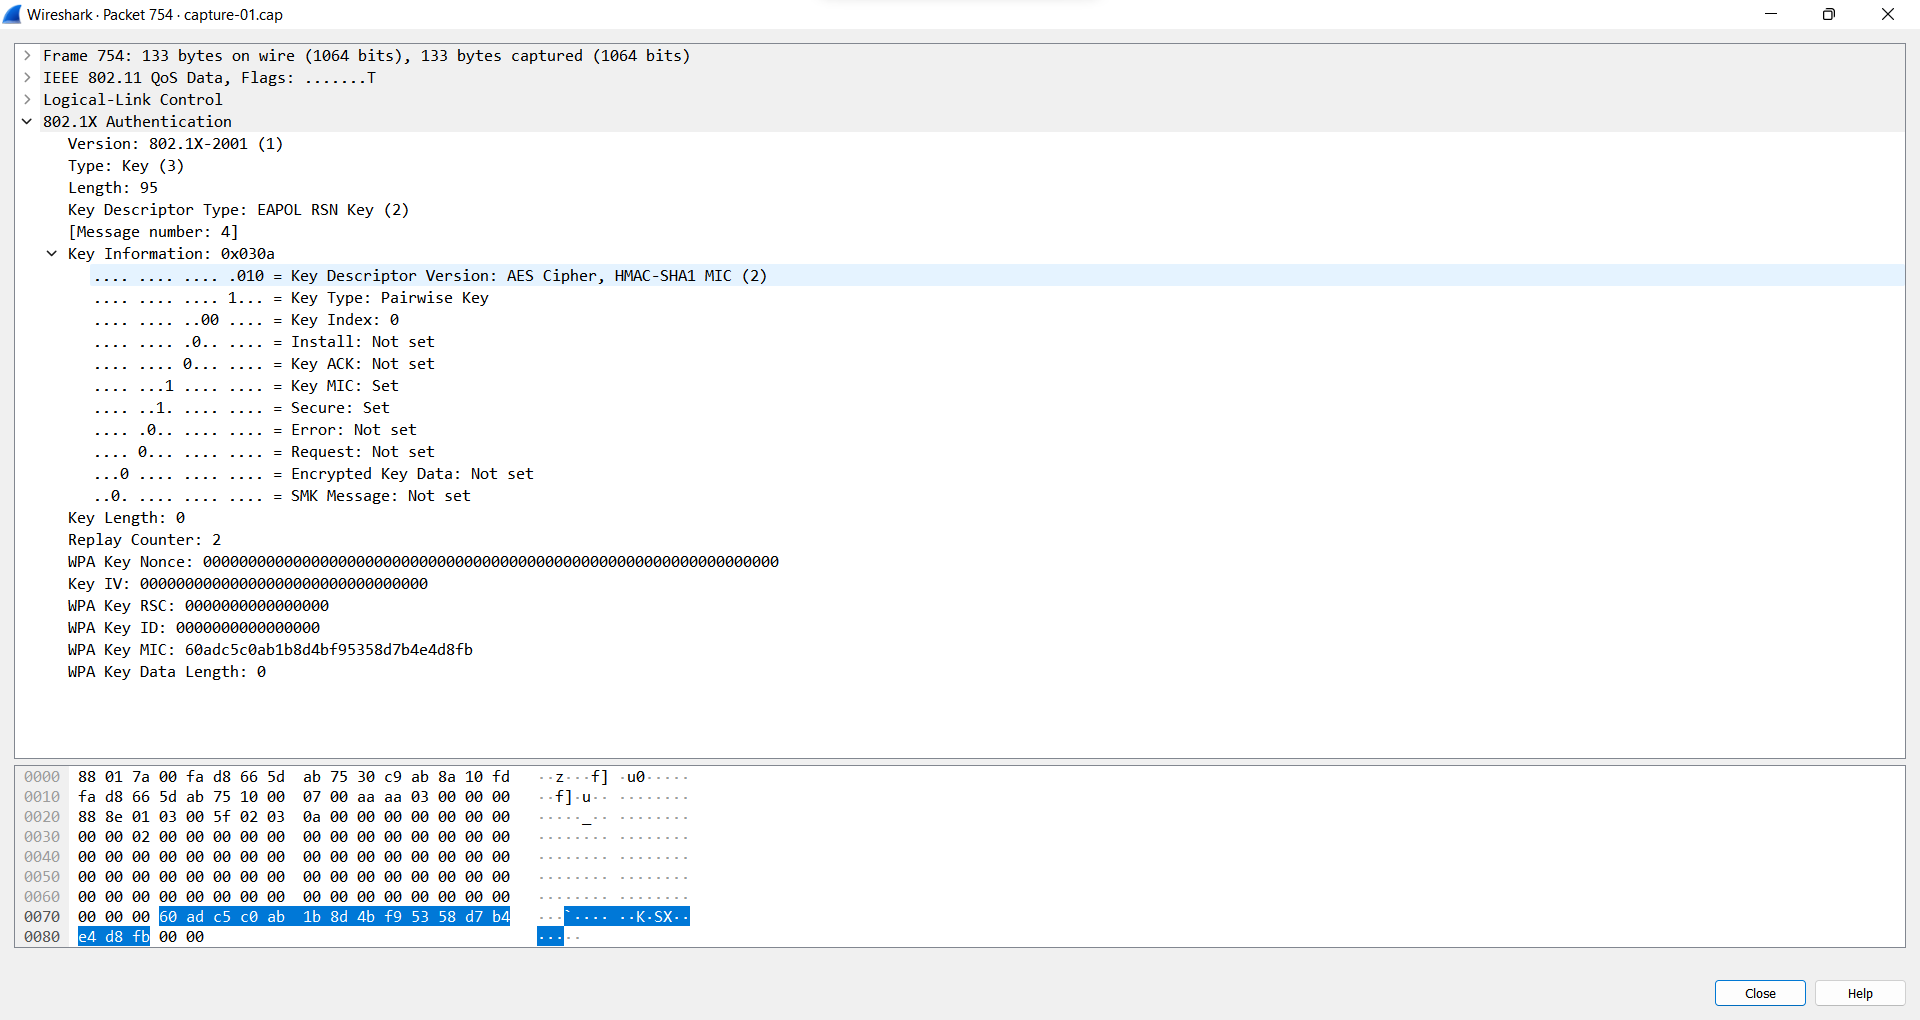 Wireshark · Packet 754 · capture-01.cap
Frame 754: 133 bytes on wire (1064 bits), 133 bytes captured (1064 bits)
IEEE 802.11 QoS Data, Flags: .......T
Logical-Link Control
802.1X Authentication
Version: 802.1X-2001 (1)
Type: Key (3)
Length: 95
Key Descriptor Type: EAPOL RSN Key (2)
[Message number: 4]
Key Information: 0x030a
.... .... .... .010 = Key Descriptor Version: AES Cipher, HMAC-SHA1 MIC (2)
.... .... .... 1... = Key Type: Pairwise Key
.... .... ..00 .... = Key Index: 0
.... .... .0.. .... = Install: Not set
.... .... 0... .... = Key ACK: Not set
.... ...1 .... .... = Key MIC: Set
.... ..1. .... .... = Secure: Set
.... .0.. .... .... = Error: Not set
.... 0... .... .... = Request: Not set
...0 .... .... .... = Encrypted Key Data: Not set
..0. .... .... .... = SMK Message: Not set
Key Length: 0
Replay Counter: 2
WPA Key Nonce: 0000000000000000000000000000000000000000000000000000000000000000
Key IV: 00000000000000000000000000000000
WPA Key RSC: 0000000000000000
WPA Key ID: 0000000000000000
WPA Key MIC: 60adc5c0ab1b8d4bf95358d7b4e4d8fb
WPA Key Data Length: 0
0000 88 01 7a 00 fa d8 66 5d ab 75 30 c9 ab 8a 10 fd ··z···f] ·u0·····
0010 fa d8 66 5d ab 75 10 00 07 00 aa aa 03 00 00 00 ··f]·u·· ········
0020 88 8e 01 03 00 5f 02 03 0a 00 00 00 00 00 00 00 ·····_·· ········
0030 00 00 02 00 00 00 00 00 00 00 00 00 00 00 00 00 ········ ········
0040 00 00 00 00 00 00 00 00 00 00 00 00 00 00 00 00 ········ ········
0050 00 00 00 00 00 00 00 00 00 00 00 00 00 00 00 00 ········ ········
0060 00 00 00 00 00 00 00 00 00 00 00 00 00 00 00 00 ········ ········
0070 00 00 00 60 ad c5 c0 ab 1b 8d 4b f9 53 58 d7 b4 ···`···· ··K·SX··
0080 e4 d8 fb 00 00 ·····
Close Help